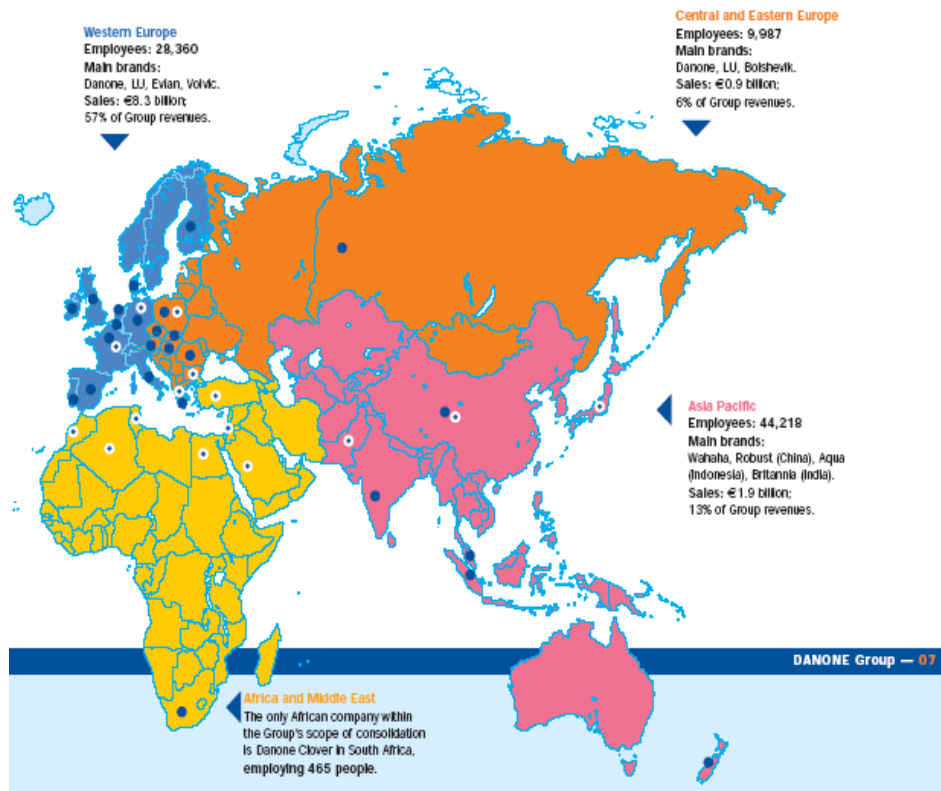 Western Europe
Employees: 28,360
Main brands:
Danone, LU, Evian, Volvic.
Sales: €8.3 billion;
57% of Group revenues.
Central and Eastern Europe
Employees: 9,987
Main brands:
Danone, LU, Bolshevik.
Sales: €0.9 billion;
6% of Group revenues.
Asia Pacific
Employees: 44,218
Main brands:
Wahaha, Robust (China), Aqua
(Indonesia), Britannia (India).
Sales: €1.9 billion;
13% of Group revenues.
DANONE Group — 07
Africa and Middle East
The only African company within
the Group's scope of consolidation
is Danone Clover in South Africa,
employing 465 people.